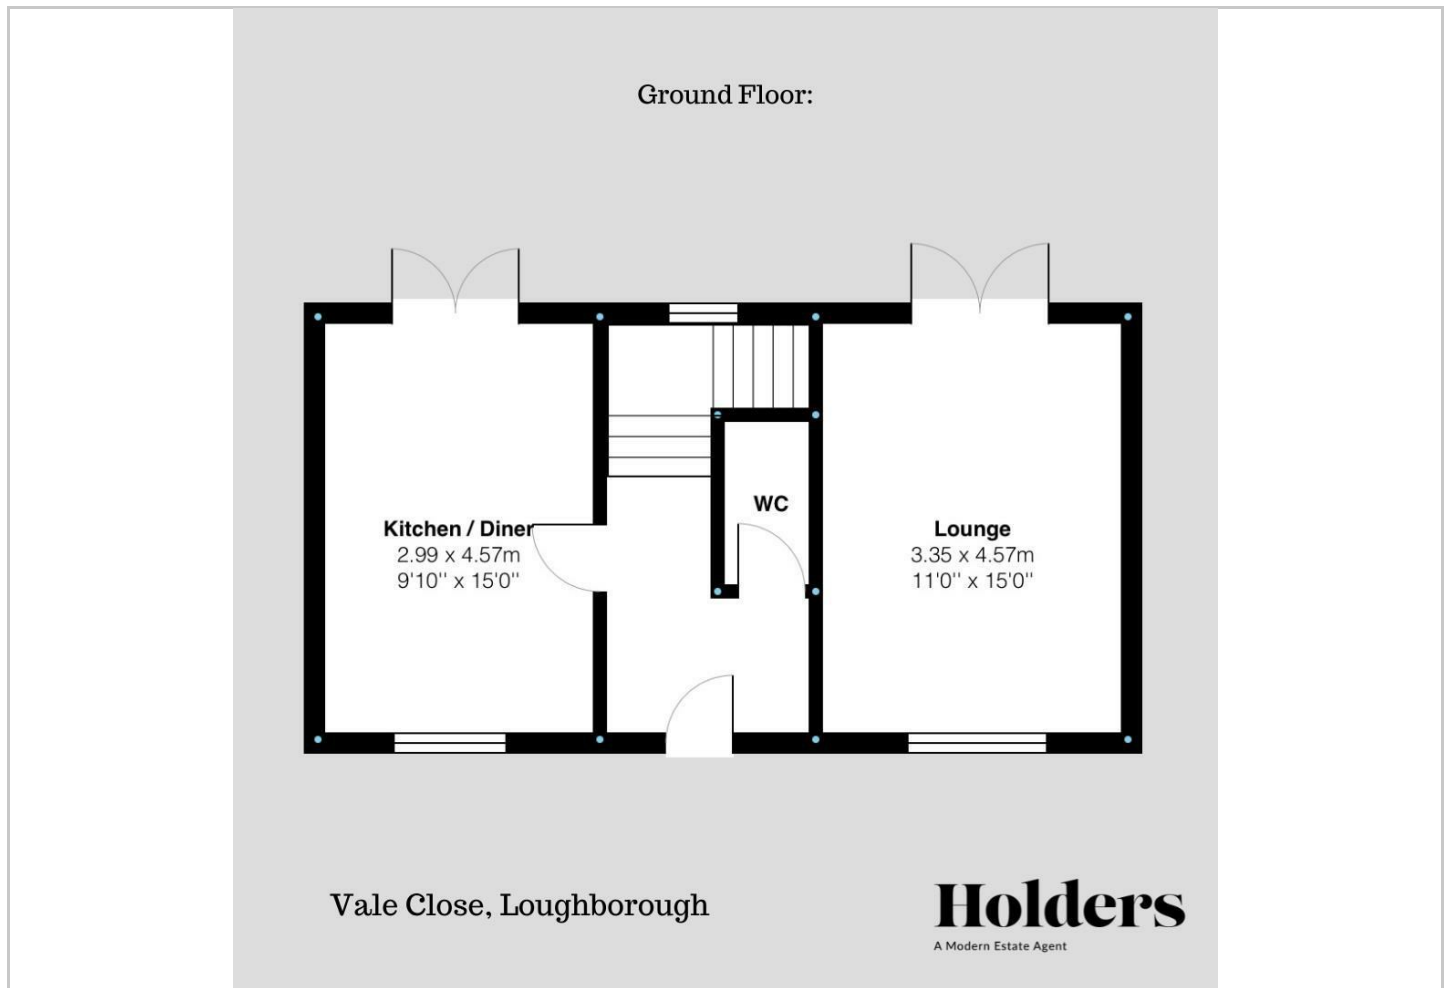 Ground Floor:
Kitchen / Diner
2.99 x 4.57m
9'10'' x 15'0''
WC
Lounge
3.35 x 4.57m
11'0'' x 15'0''
Vale Close, Loughborough
Holders
A Modern Estate Agent